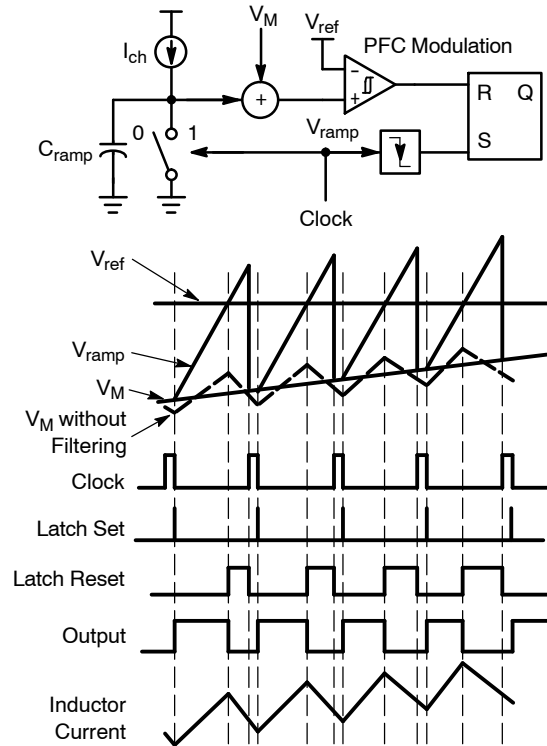 V_M
V_ref
PFC Modulation
I_ch
+
−
+
R Q
0 1
V_ramp
C_ramp
S
Clock
V_ref
V_ramp
V_M
V_M without
Filtering
Clock
Latch Set
Latch Reset
Output
Inductor
Current